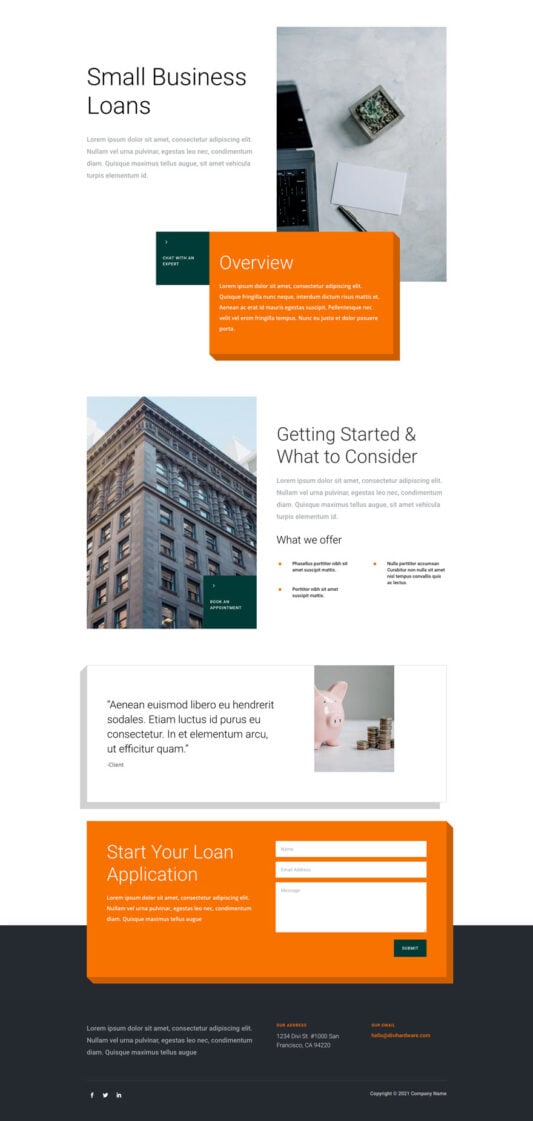 Small Business
Loans
Lorem ipsum dolor sit amet, consectetur adipiscing elit.
Nullam vel urna pulvinar, egestas leo nec, condimentum
diam. Quisque maximus tellus augue, sit amet vehicula
turpis elementum id.
CHAT WITH AN
EXPERT
Overview
Lorem ipsum dolor sit amet, consectetur adipiscing elit.
Quisque fringilla nunc neque, interdum dictum risus mattis et.
Aenean ac erat id mauris egestas suscipit. Pellentesque nec
velit vel enim fringilla tempus. Nunc eu justo et dolor posuere
porta.
Getting Started &
What to Consider
Lorem ipsum dolor sit amet, consectetur adipiscing elit.
Nullam vel urna pulvinar, egestas leo nec, condimentum
diam. Quisque maximus tellus augue, sit amet vehicula
turpis elementum id.
What we offer
Phasellus porttitor nibh sit
amet suscipit mattis.
Porttitor nibh sit amet
suscipit mattis.
Nulla porttitor accumsan
Curabitur non nulla sit amet
nisl tempus convallis quis
ac lectus.
BOOK AN
APPOINTMENT
"Aenean euismod libero eu hendrerit
sodales. Etiam luctus id purus eu
consectetur. In et elementum arcu,
ut efficitur quam."
-Client
Start Your Loan
Application
Lorem ipsum dolor sit amet, consectetur adipiscing elit.
Nullam vel urna pulvinar, egestas leo nec, condimentum
diam. Quisque maximus tellus augue
Name
Email Address
Message
SUBMIT
Lorem ipsum dolor sit amet, consectetur adipiscing elit.
Nullam vel urna pulvinar, egestas leo nec, condimentum
diam. Quisque maximus tellus augue
OUR ADDRESS
1234 Divi St. #1000 San
Francisco, CA 94220
OUR EMAIL
hello@divihardware.com
Copyright © 2021 Company Name